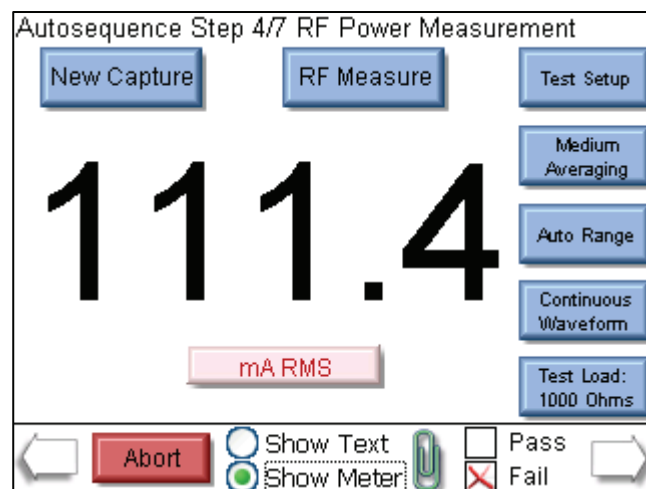 Autosequence Step 4/7 RF Power Measurement
New Capture
RF Measure
Test Setup
Medium
Averaging
111.4
Auto Range
Continuous
Waveform
mA RMS
Test Load:
1000 Ohms
Abort
Show Text
Show Meter
Pass
Fail